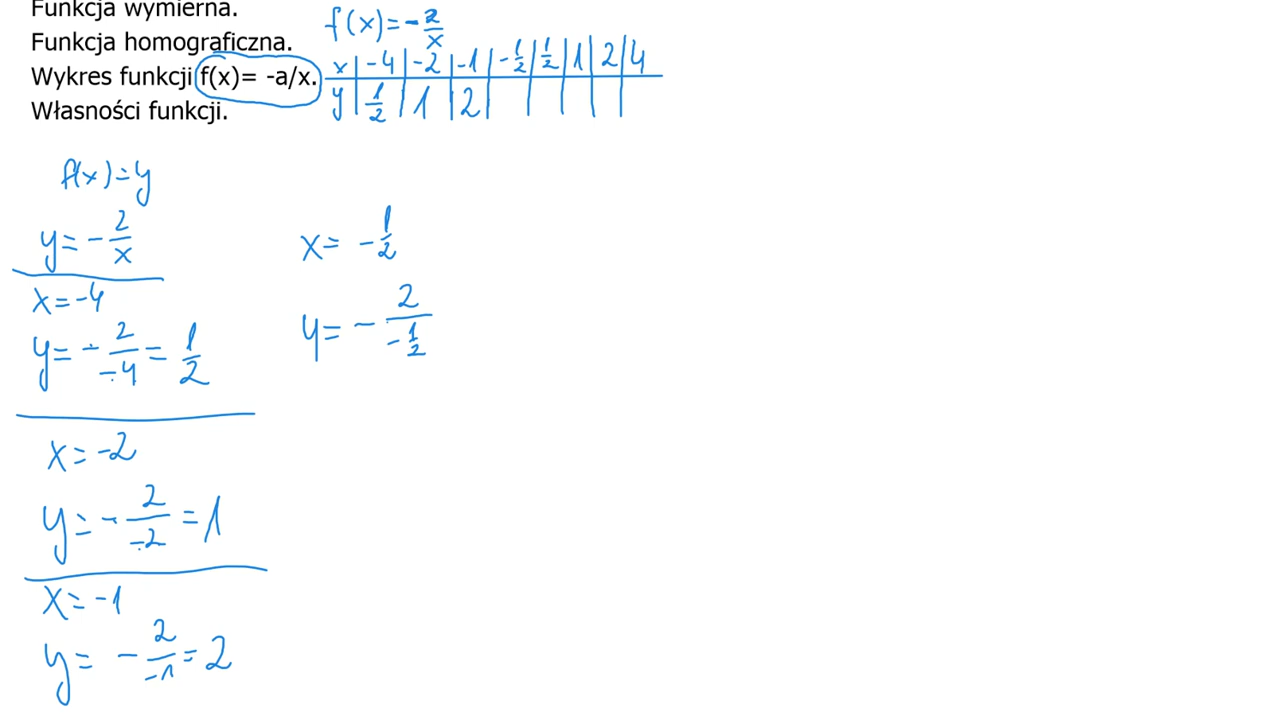 Funkcja wymierna.
Funkcja homograficzna.
Wykres funkcji f(x)= -a/x.
Własności funkcji.
f(x)=-2/x
x | -4 | -2 | -1 | -1/2 | 1/2 | 1 | 2 | 4
y | 1/2 | 1 | 2 | | | | |
f(x)=y
y=-2/x
x=-4
y=-2/-4=1/2
x=-2
y=-2/-2=1
x=-1
y=-2/-1=2
x=-1/2
y=-2/-1/2